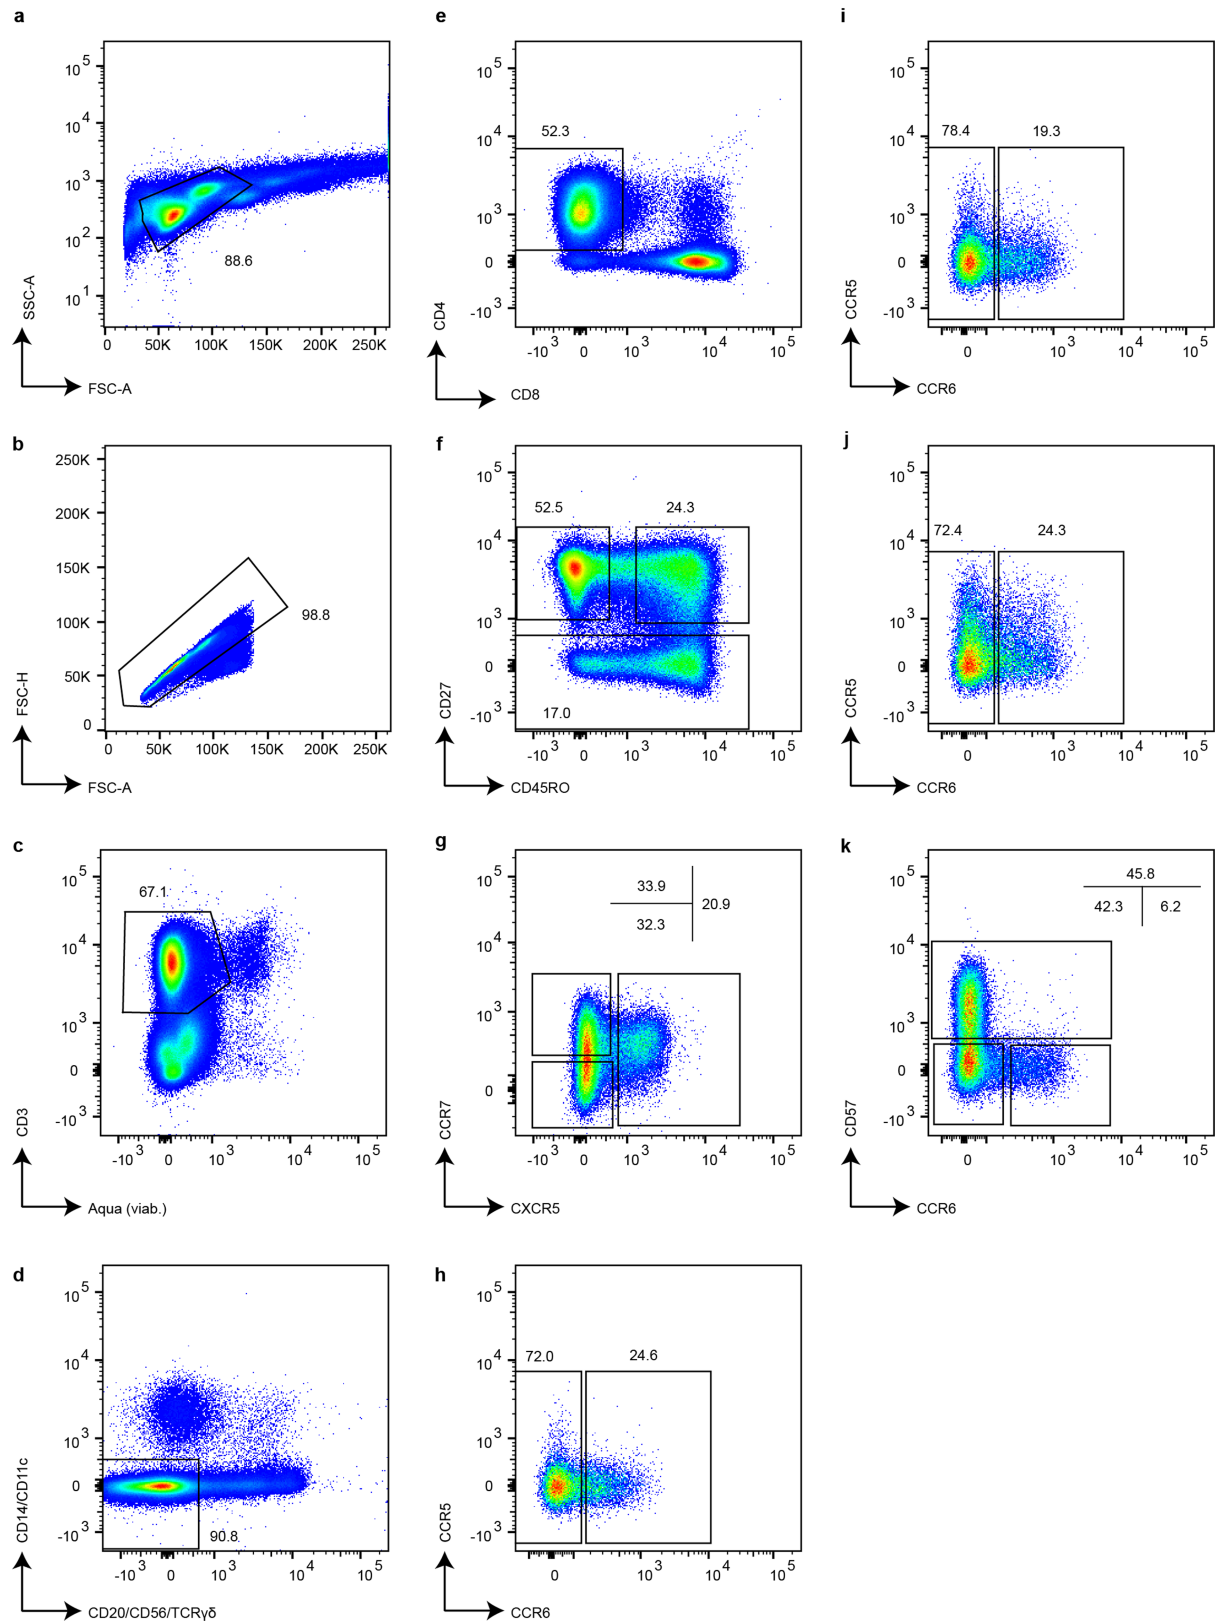 a
10 5
10 4
10 3
10 2
10 1
88.6
0 50K 100K 150K 200K 250K
SSC-A
FSC-A
b
250K
200K
150K
100K
50K
0
98.8
0 50K 100K 150K 200K 250K
FSC-H
FSC-A
c
10 5
10 4
10 3
0
-10 3
67.1
-10 3 0 10 3 10 4 10 5
CD3
Aqua (viab.)
d
10 5
10 4
10 3
0
-10 3
90.8
-10 3 0 10 3 10 4 10 5
CD14/CD11c
CD20/CD56/TCRγδ
e
10 5
10 4
10 3
0
-10 3
52.3
-10 3 0 10 3 10 4 10 5
CD4
CD8
f
10 5
10 4
10 3
0
-10 3
52.5 24.3
17.0
-10 3 0 10 3 10 4 10 5
CD27
CD45RO
g
10 5
10 4
10 3
0
33.9
20.9
32.3
-10 3 0 10 3 10 4 10 5
CCR7
CXCR5
h
10 5
10 4
10 3
0
-10 3
72.0 24.6
0 10 3 10 4 10 5
CCR5
CCR6
i
10 5
10 4
10 3
0
-10 3
78.4 19.3
0 10 3 10 4 10 5
CCR5
CCR6
j
10 5
10 4
10 3
0
-10 3
72.4 24.3
0 10 3 10 4 10 5
CCR5
CCR6
k
10 5
10 4
10 3
0
-10 3
45.8
42.3 6.2
0 10 3 10 4 10 5
CD57
CCR6